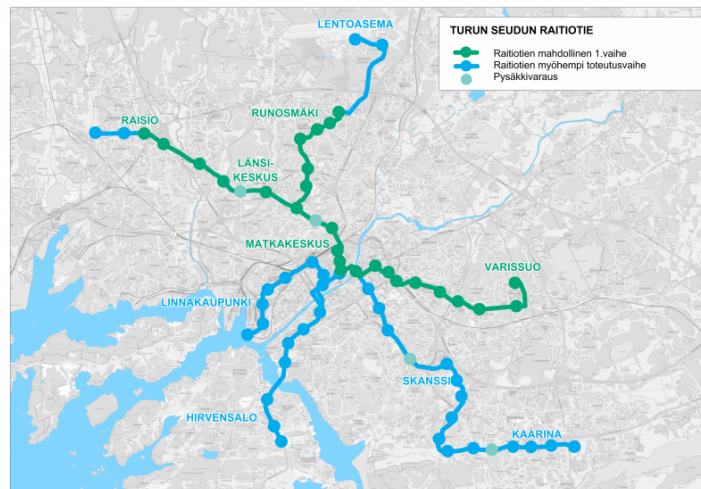 LENTOASEMA
TURUN SEUDUN RAITIOTIE
Raitiotien mahdollinen 1.vaihe
Raitiotien myöhempi toteutusvaihe
Pysäkkivaraus
RAISIO
RUNOSMÄKI
LÄNSI-
KESKUS
MATKAKESKUS
VARISSUO
LINNAKAUPUNKI
SKANSSI
HIRVENSALO
KAARINA